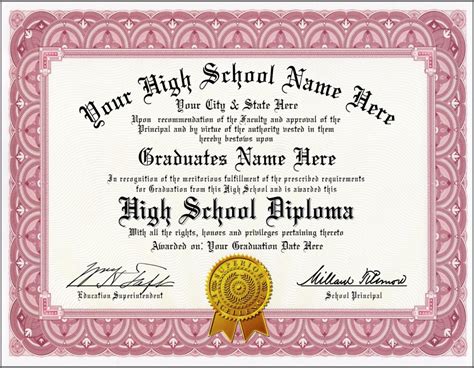 Your High School Name Here
Your City & State Here
Upon recommendation of the Faculty and approval of the
Principal and by virtue of the authority vested in them
hereby bestows upon
Graduates Name Here
In recognition of the meritorious fulfillment of the prescribed requirements
for Graduation from this High School and is awarded this
High School Diploma
With all the rights, honors and privileges pertaining thereto
Awarded on: Your Graduation Date Here
Millard Fillmore
Education Superintendent
School Principal
SUPERIOR
EXCELLENCE